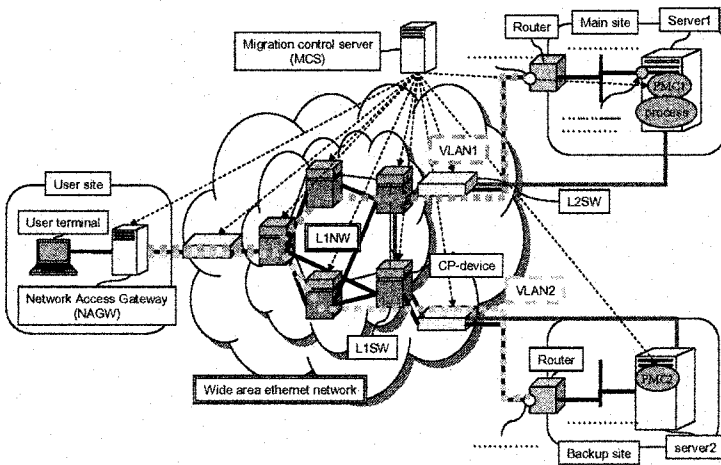 Migration control server
(MCS)
Router
Main site
Server1
PMC1
process
VLAN1
L2SW
User site
User terminal
L1NW
CP-device
Network Access Gateway
(NAGW)
VLAN2
L1SW
Router
Wide area ethernet network
PMC2
Backup site
server2